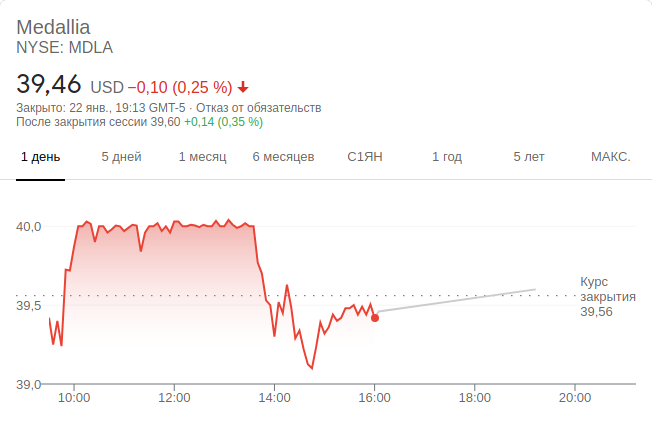 Medallia
NYSE: MDLA
39,46 USD −0,10 (0,25 %)
Закрыто: 22 янв., 19:13 GMT-5 · Отказ от обязательств
После закрытия сессии 39,60 +0,14 (0,35 %)
1 день 5 дней 1 месяц 6 месяцев С1ЯН 1 год 5 лет МАКС.
40,0
Курс
закрытия
39,56
39,5
39,0
10:00 12:00 14:00 16:00 18:00 20:00